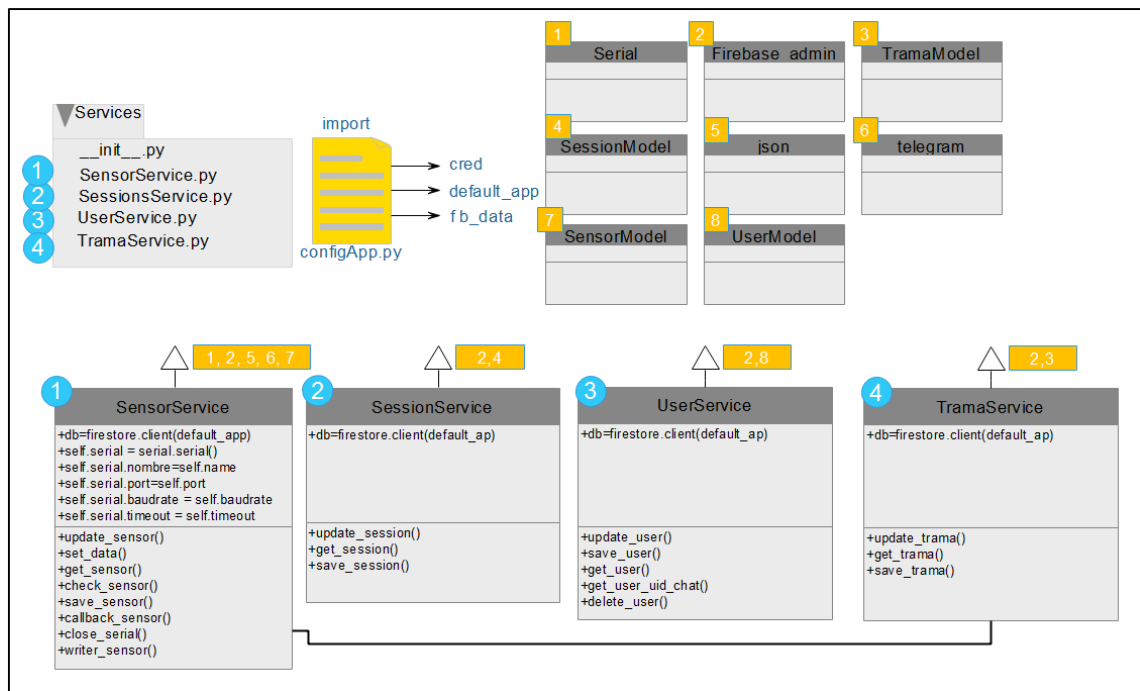 Services
__init__.py
1 SensorService.py
2 SessionsService.py
3 UserService.py
4 TramaService.py
import
cred
default_app
fb_data
configApp.py
1 Serial
2 Firebase_admin
3 TramaModel
4 SessionModel
5 json
6 telegram
7 SensorModel
8 UserModel
1, 2, 5, 6, 7
1 SensorService
+db=firestore.client(default_app)
+self.serial = serial.serial()
+self.serial.nombre=self.name
+self.serial.port=self.port
+self.serial.baudrate = self.baudrate
+self.serial.timeout = self.timeout
+update_sensor()
+set_data()
+get_sensor()
+check_sensor()
+save_sensor()
+callback_sensor()
+close_serial()
+writer_sensor()
2,4
2 SessionService
+db=firestore.client(default_ap)
+update_session()
+get_session()
+save_session()
2,8
3 UserService
+db=firestore.client(default_ap)
+update_user()
+save_user()
+get_user()
+get_user_uid_chat()
+delete_user()
2,3
4 TramaService
+db=firestore.client(default_ap)
+update_trama()
+get_trama()
+save_trama()